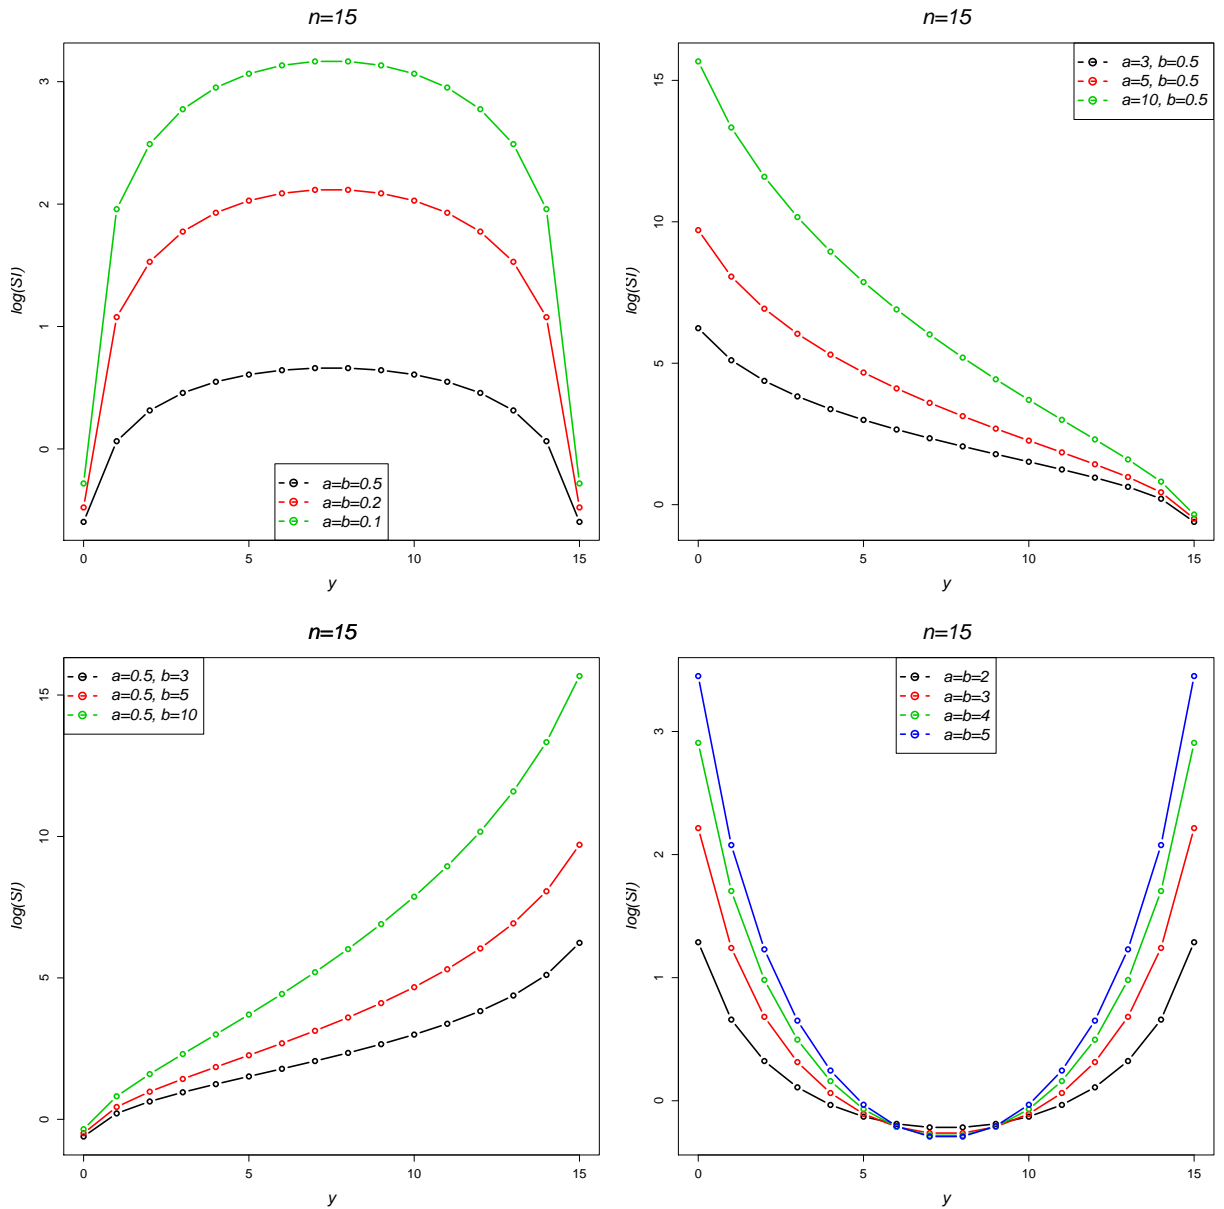 n=15
log(SI)
3
2
1
0
a=b=0.5
a=b=0.2
a=b=0.1
0 5 10 15
y
n=15
log(SI)
15
10
5
0
a=3, b=0.5
a=5, b=0.5
a=10, b=0.5
0 5 10 15
y
n=15
log(SI)
15
10
5
0
a=0.5, b=3
a=0.5, b=5
a=0.5, b=10
0 5 10 15
y
n=15
log(SI)
3
2
1
0
a=b=2
a=b=3
a=b=4
a=b=5
0 5 10 15
y